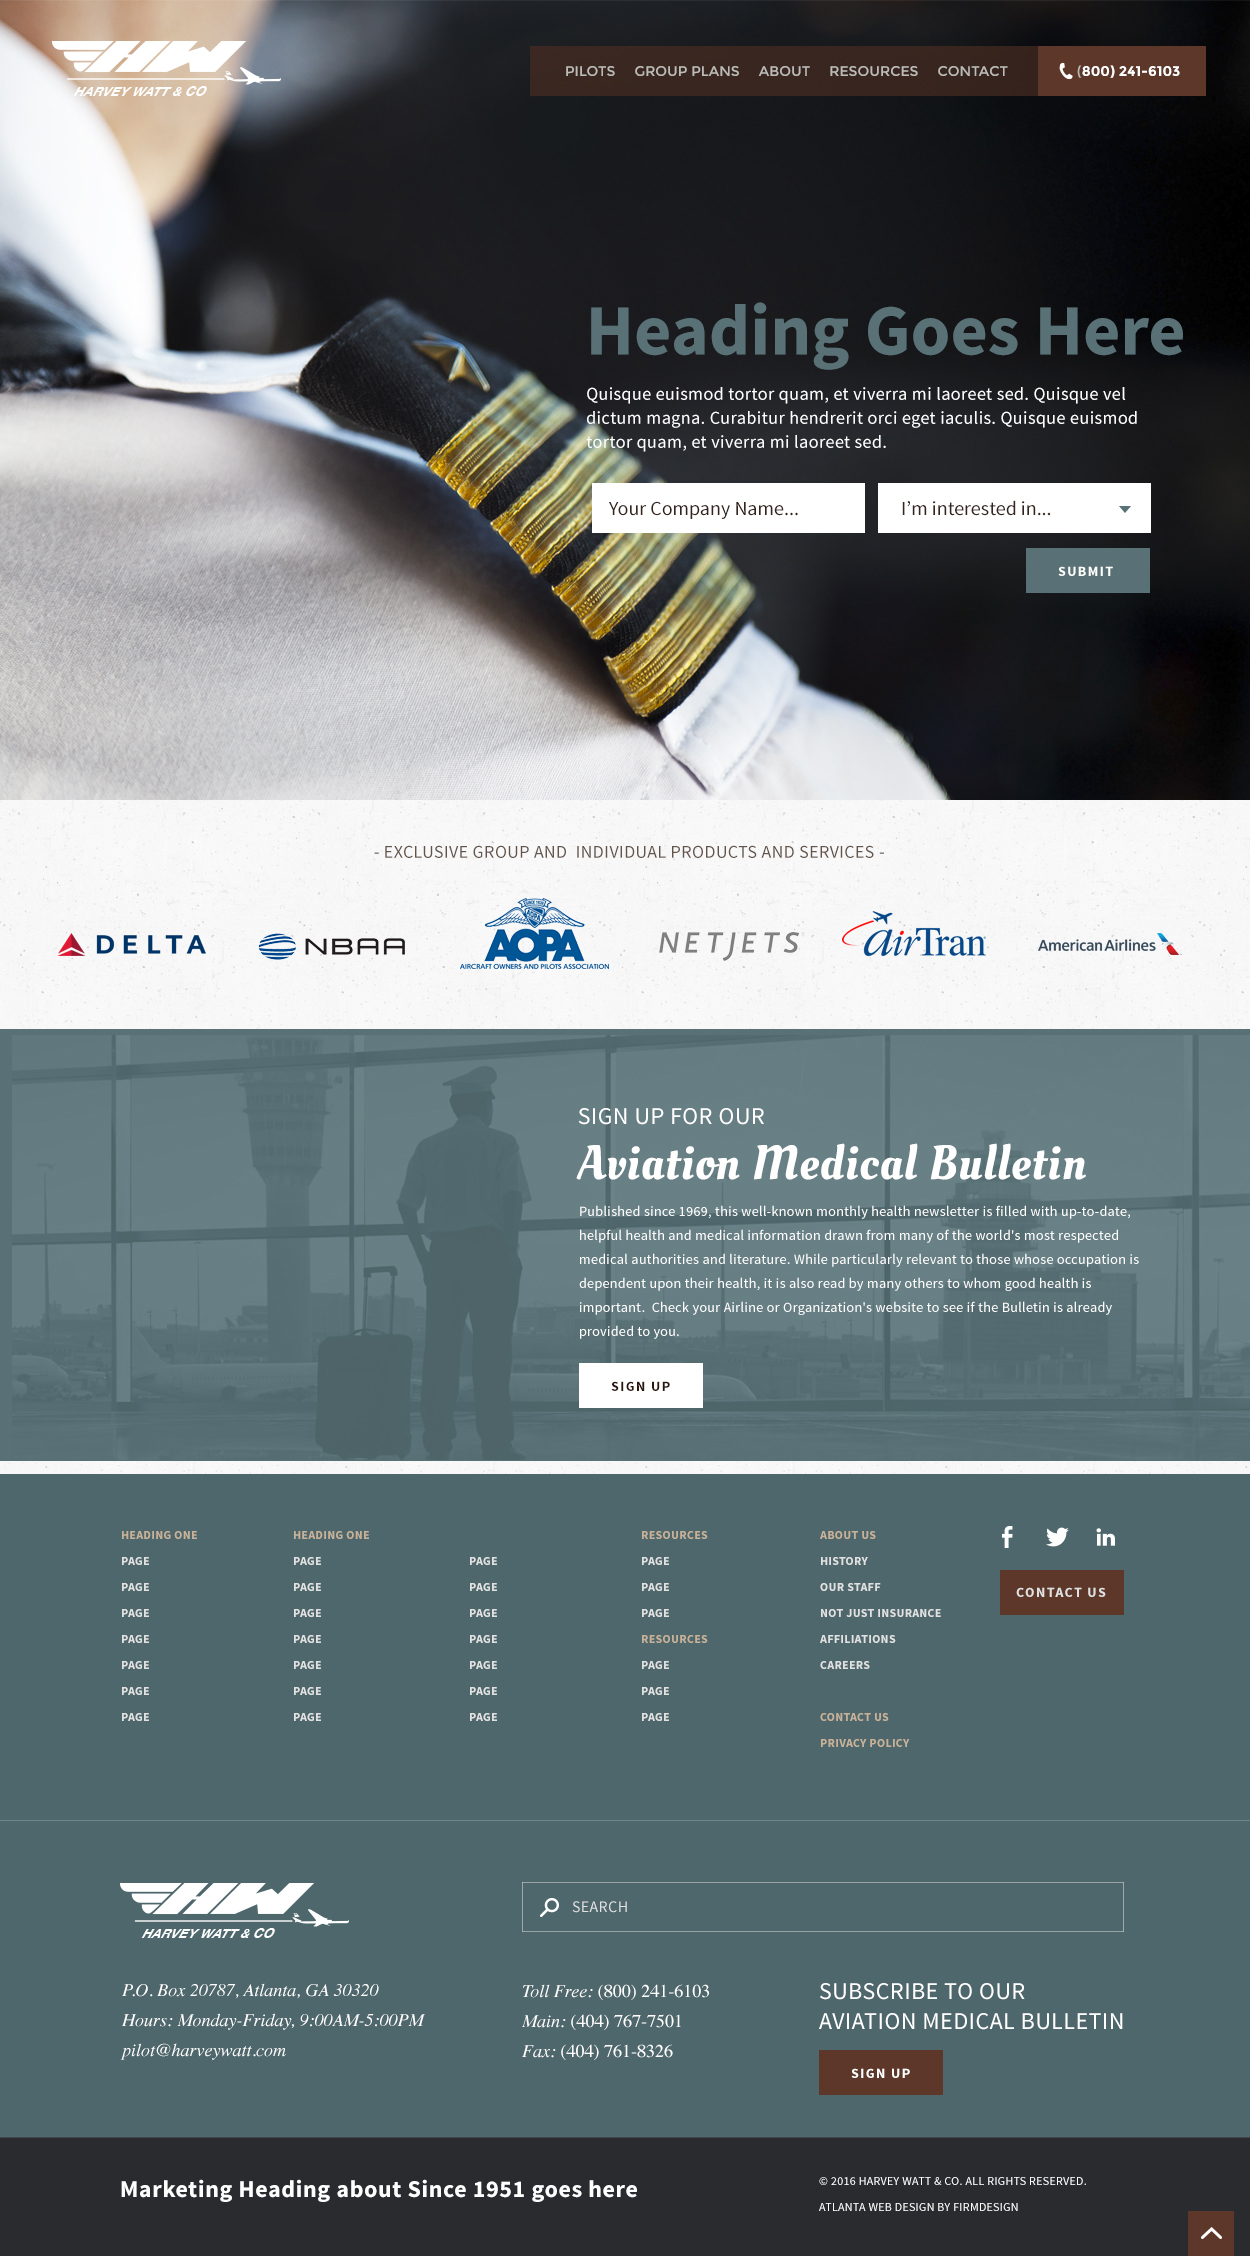 HW
HARVEY WATT & CO
PILOTS GROUP PLANS ABOUT RESOURCES CONTACT (800) 241-6103
Heading Goes Here
Quisque euismod tortor quam, et viverra mi laoreet sed. Quisque vel
dictum magna. Curabitur hendrerit orci eget iaculis. Quisque euismod
tortor quam, et viverra mi laoreet sed.
Your Company Name...
I'm interested in...
SUBMIT
- EXCLUSIVE GROUP AND  INDIVIDUAL PRODUCTS AND SERVICES -
DELTA
NBAA
AOPA
AIRCRAFT OWNERS AND PILOTS ASSOCIATION
NETJETS
airTran
American Airlines
SIGN UP FOR OUR
Aviation Medical Bulletin
Published since 1969, this well-known monthly health newsletter is filled with up-to-date,
helpful health and medical information drawn from many of the world's most respected
medical authorities and literature. While particularly relevant to those whose occupation is
dependent upon their health, it is also read by many others to whom good health is
important.  Check your Airline or Organization's website to see if the Bulletin is already
provided to you.
SIGN UP
HEADING ONE
PAGE
PAGE
PAGE
PAGE
PAGE
PAGE
PAGE
HEADING ONE
PAGE
PAGE
PAGE
PAGE
PAGE
PAGE
PAGE
PAGE
PAGE
PAGE
PAGE
PAGE
PAGE
PAGE
RESOURCES
PAGE
PAGE
PAGE
RESOURCES
PAGE
PAGE
PAGE
ABOUT US
HISTORY
OUR STAFF
NOT JUST INSURANCE
AFFILIATIONS
CAREERS
CONTACT US
PRIVACY POLICY
f
in
CONTACT US
HW
HARVEY WATT & CO
SEARCH
P.O. Box 20787, Atlanta, GA 30320
Hours: Monday-Friday, 9:00AM-5:00PM
pilot@harveywatt.com
Toll Free: (800) 241-6103
Main: (404) 767-7501
Fax: (404) 761-8326
SUBSCRIBE TO OUR
AVIATION MEDICAL BULLETIN
SIGN UP
Marketing Heading about Since 1951 goes here
© 2016 HARVEY WATT & CO. ALL RIGHTS RESERVED.
ATLANTA WEB DESIGN BY FIRMDESIGN